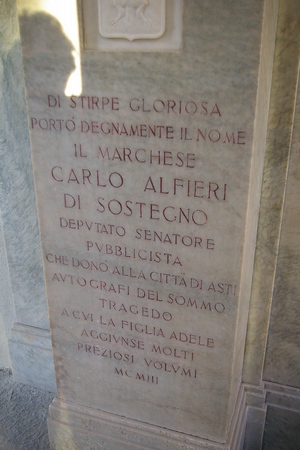 DI STIRPE GLORIOSA
PORTÒ DEGNAMENTE IL NOME
IL MARCHESE
CARLO ALFIERI
DI SOSTEGNO
DEPVTATO SENATORE
PVBBLICISTA
CHE DONÒ ALLA CITTÀ DI ASTI
AVTOGRAFI DEL SOMMO
TRAGEDO
A CVI LA FIGLIA ADELE
AGGIVNSE MOLTI
PREZIOSI VOLVMI
MCMIII